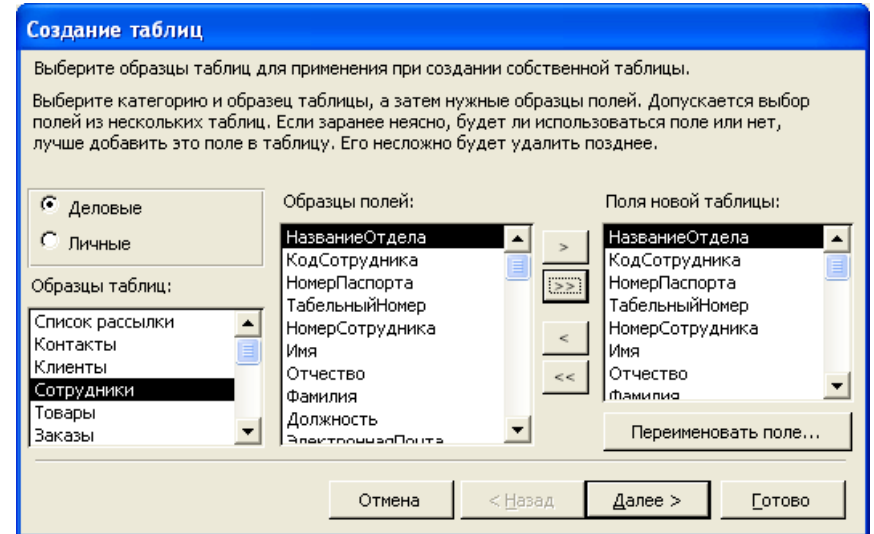 Создание таблиц
Выберите образцы таблиц для применения при создании собственной таблицы.
Выберите категорию и образец таблицы, а затем нужные образцы полей. Допускается выбор
полей из нескольких таблиц. Если заранее неясно, будет ли использоваться поле или нет,
лучше добавить это поле в таблицу. Его несложно будет удалить позднее.
Деловые
Личные
Образцы таблиц:
Список рассылки
Контакты
Клиенты
Сотрудники
Товары
Заказы
Образцы полей:
НазваниеОтдела
КодСотрудника
НомерПаспорта
ТабельныйНомер
НомерСотрудника
Имя
Отчество
Фамилия
Должность
ЭлектроннаяПочта
>
>>
<
<<
Поля новой таблицы:
НазваниеОтдела
КодСотрудника
НомерПаспорта
ТабельныйНомер
НомерСотрудника
Имя
Отчество
Фамилия
Переименовать поле...
Отмена
< Назад
Далее >
Готово